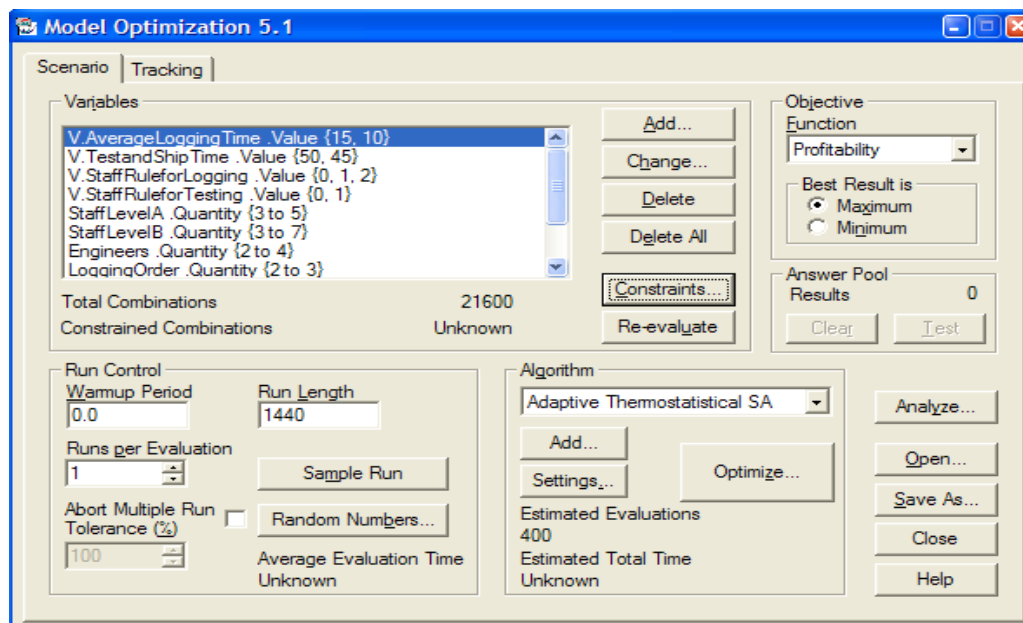 Model Optimization 5.1
Scenario
Tracking
Variables
V.AverageLoggingTime .Value {15, 10}
V.TestandShipTime .Value {50, 45}
V.StaffRuleforLogging .Value {0, 1, 2}
V.StaffRuleforTesting .Value {0, 1}
StaffLevelA .Quantity {3 to 5}
StaffLevelB .Quantity {3 to 7}
Engineers .Quantity {2 to 4}
LoggingOrder .Quantity {2 to 3}
Total Combinations 21600
Constrained Combinations Unknown
Add...
Change...
Delete
Delete All
Constraints...
Re-evaluate
Objective
Function
Profitability
Best Result is
Maximum
Minimum
Answer Pool
Results 0
Clear Test
Run Control
Warmup Period Run Length
0.0 1440
Runs per Evaluation
1 Sample Run
Abort Multiple Run
Tolerance (%)
Random Numbers...
100
Average Evaluation Time
Unknown
Algorithm
Adaptive Thermostatistical SA
Add...
Settings...
Optimize...
Estimated Evaluations
400
Estimated Total Time
Unknown
Analyze...
Open...
Save As...
Close
Help